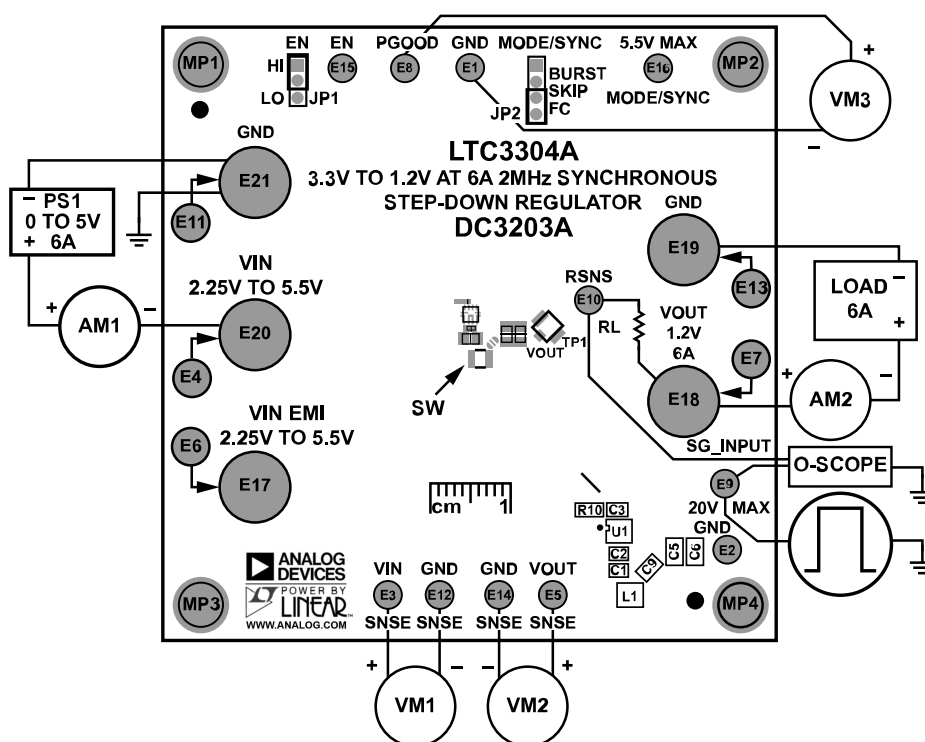 EN EN PGOOD GND MODE/SYNC 5.5V MAX
MP1 HI E15 E8 E1 BURST E16 MP2
SKIP
LO JP1 JP2 FC MODE/SYNC
+
VM3
–
GND
E21
E11
LTC3304A
3.3V TO 1.2V AT 6A 2MHz SYNCHRONOUS
STEP-DOWN REGULATOR
DC3203A
– PS1
0 TO 5V
+ 6A
+ AM1 –
VIN
2.25V TO 5.5V
E20
E4
VIN EMI
2.25V TO 5.5V
E6
E17
GND
E19
E13
LOAD –
6A
+
RSNS
E10
RL
VOUT
1.2V
6A
E7
E18
+ AM2 –
VOUT TP1
SW
SG_INPUT
O-SCOPE
E9
20V MAX
GND
E2
cm 1
R10 C3
U1
C2
C1
C9 C5 C6
L1
ANALOG
DEVICES
POWER BY
LINEAR™
WWW.ANALOG.COM
MP3
MP4
VIN GND GND VOUT
E3 E12 E14 E5
SNSE SNSE SNSE SNSE
+ VM1 – – VM2 +